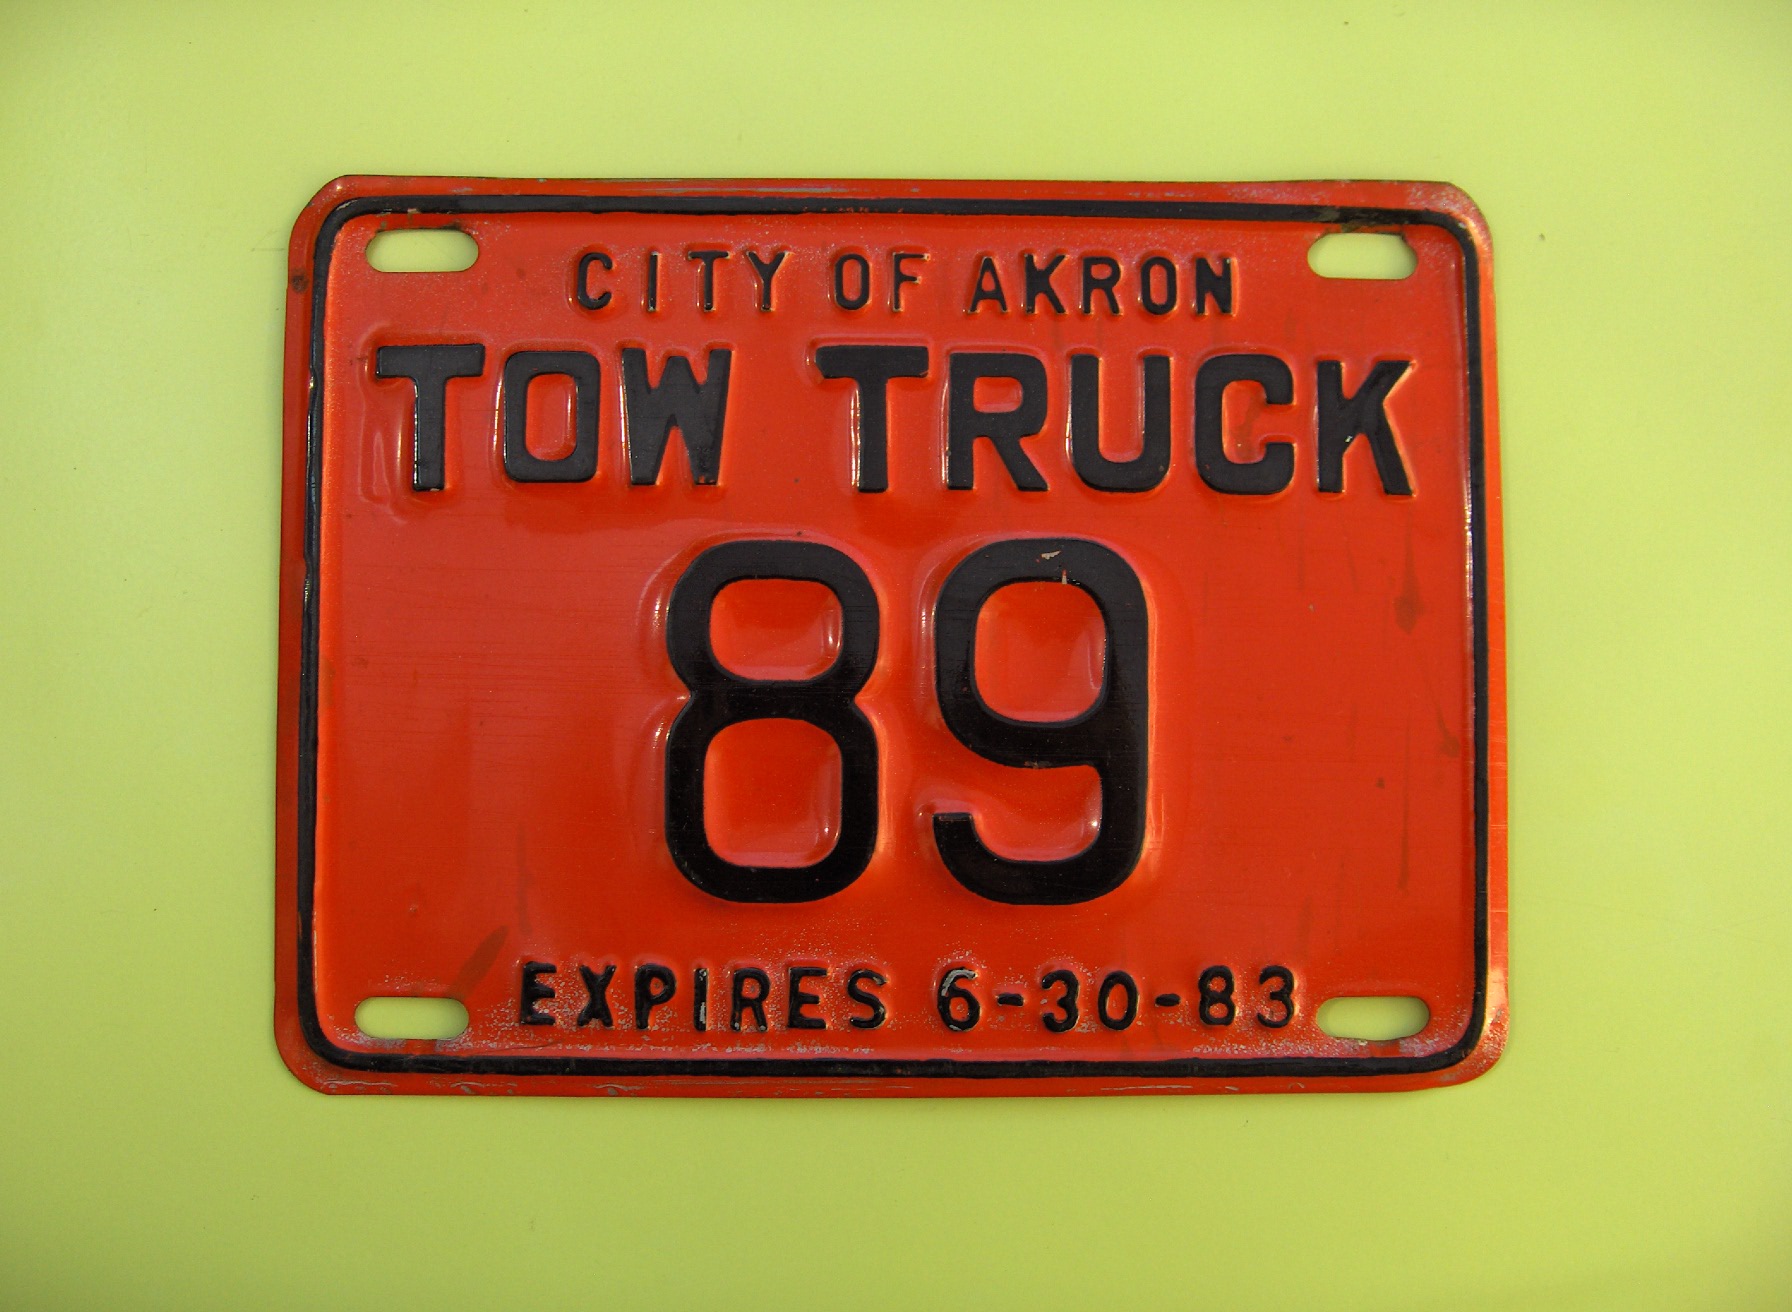 CITY OF AKRON
TOW TRUCK
89
EXPIRES 6-30-83